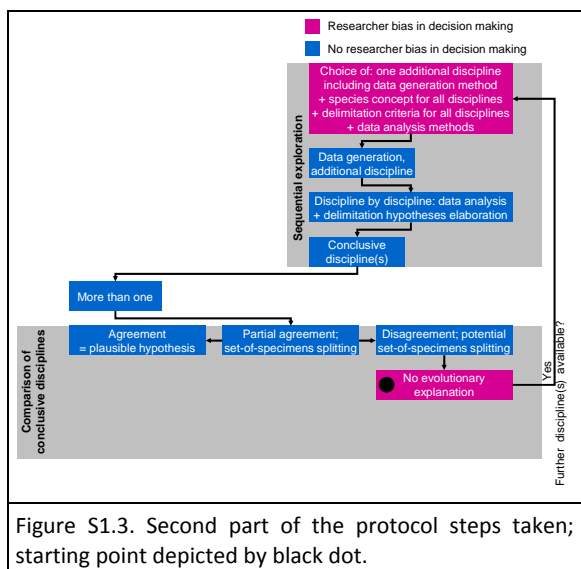 Researcher bias in decision making
No researcher bias in decision making
Choice of: one additional discipline
including data generation method
+ species concept for all disciplines
+ delimitation criteria for all disciplines
+ data analysis methods
Sequential exploration
Data generation,
additional discipline
Discipline by discipline: data analysis
+ delimitation hypotheses elaboration
Conclusive
discipline(s)
More than one
Comparison of
conclusive disciplines
Agreement
= plausible hypothesis
Partial agreement;
set-of-specimens splitting
Disagreement; potential
set-of-specimens splitting
No evolutionary
explanation
Yes
Further discipline(s) available?
Figure S1.3. Second part of the protocol steps taken;
starting point depicted by black dot.